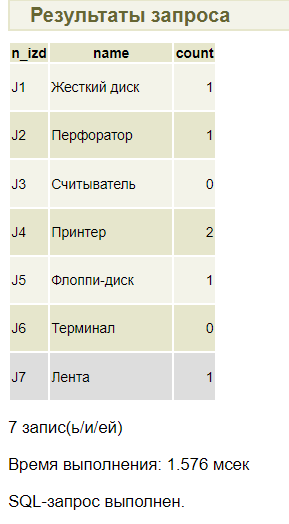 Результаты запроса
n_izd name count
J1 Жесткий диск 1
J2 Перфоратор 1
J3 Считыватель 0
J4 Принтер 2
J5 Флоппи-диск 1
J6 Терминал 0
J7 Лента 1
7 запис(ь/и/ей)
Время выполнения: 1.576 мсек
SQL-запрос выполнен.